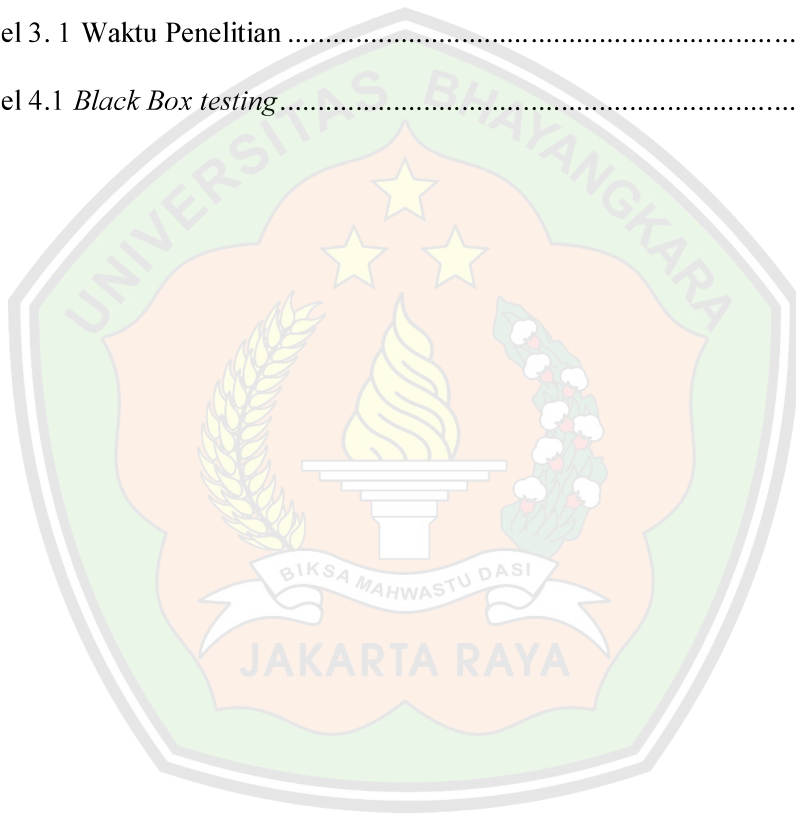 el 3. 1 Waktu Penelitian ........................................................................
el 4.1 Black Box testing........................................................................
UNIVERSITAS BHAYANGKARA
BIKSA MAHWASTU DASI
JAKARTA RAYA